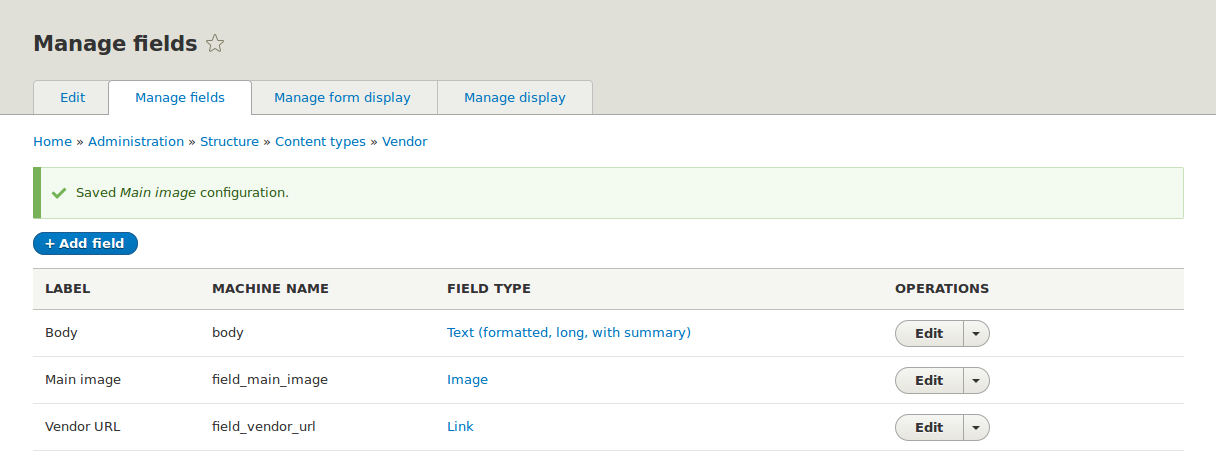 Manage fields
Edit Manage fields Manage form display Manage display
Home » Administration » Structure » Content types » Vendor
Saved Main image configuration.
+ Add field
LABEL MACHINE NAME FIELD TYPE OPERATIONS
Body body Text (formatted, long, with summary) Edit
Main image field_main_image Image Edit
Vendor URL field_vendor_url Link Edit